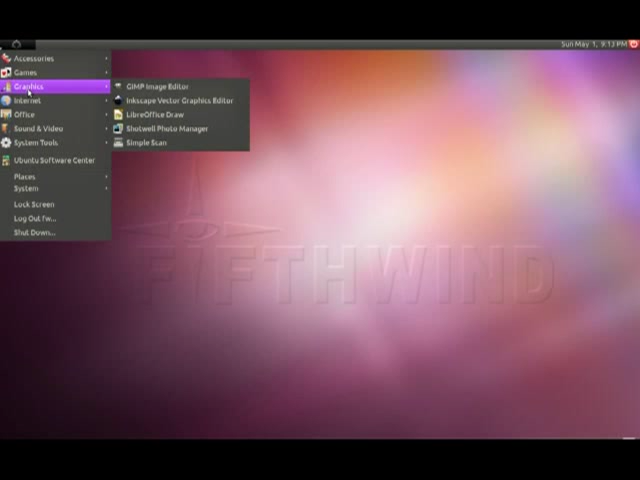 Sun May 1, 9:13 PM
Accessories
Games
Graphics
Internet
Office
Sound & Video
System Tools
Ubuntu Software Center
Places
System
Lock Screen
Log Out fw...
Shut Down...
GIMP Image Editor
Inkscape Vector Graphics Editor
LibreOffice Draw
Shotwell Photo Manager
Simple Scan
FIFTHWIND